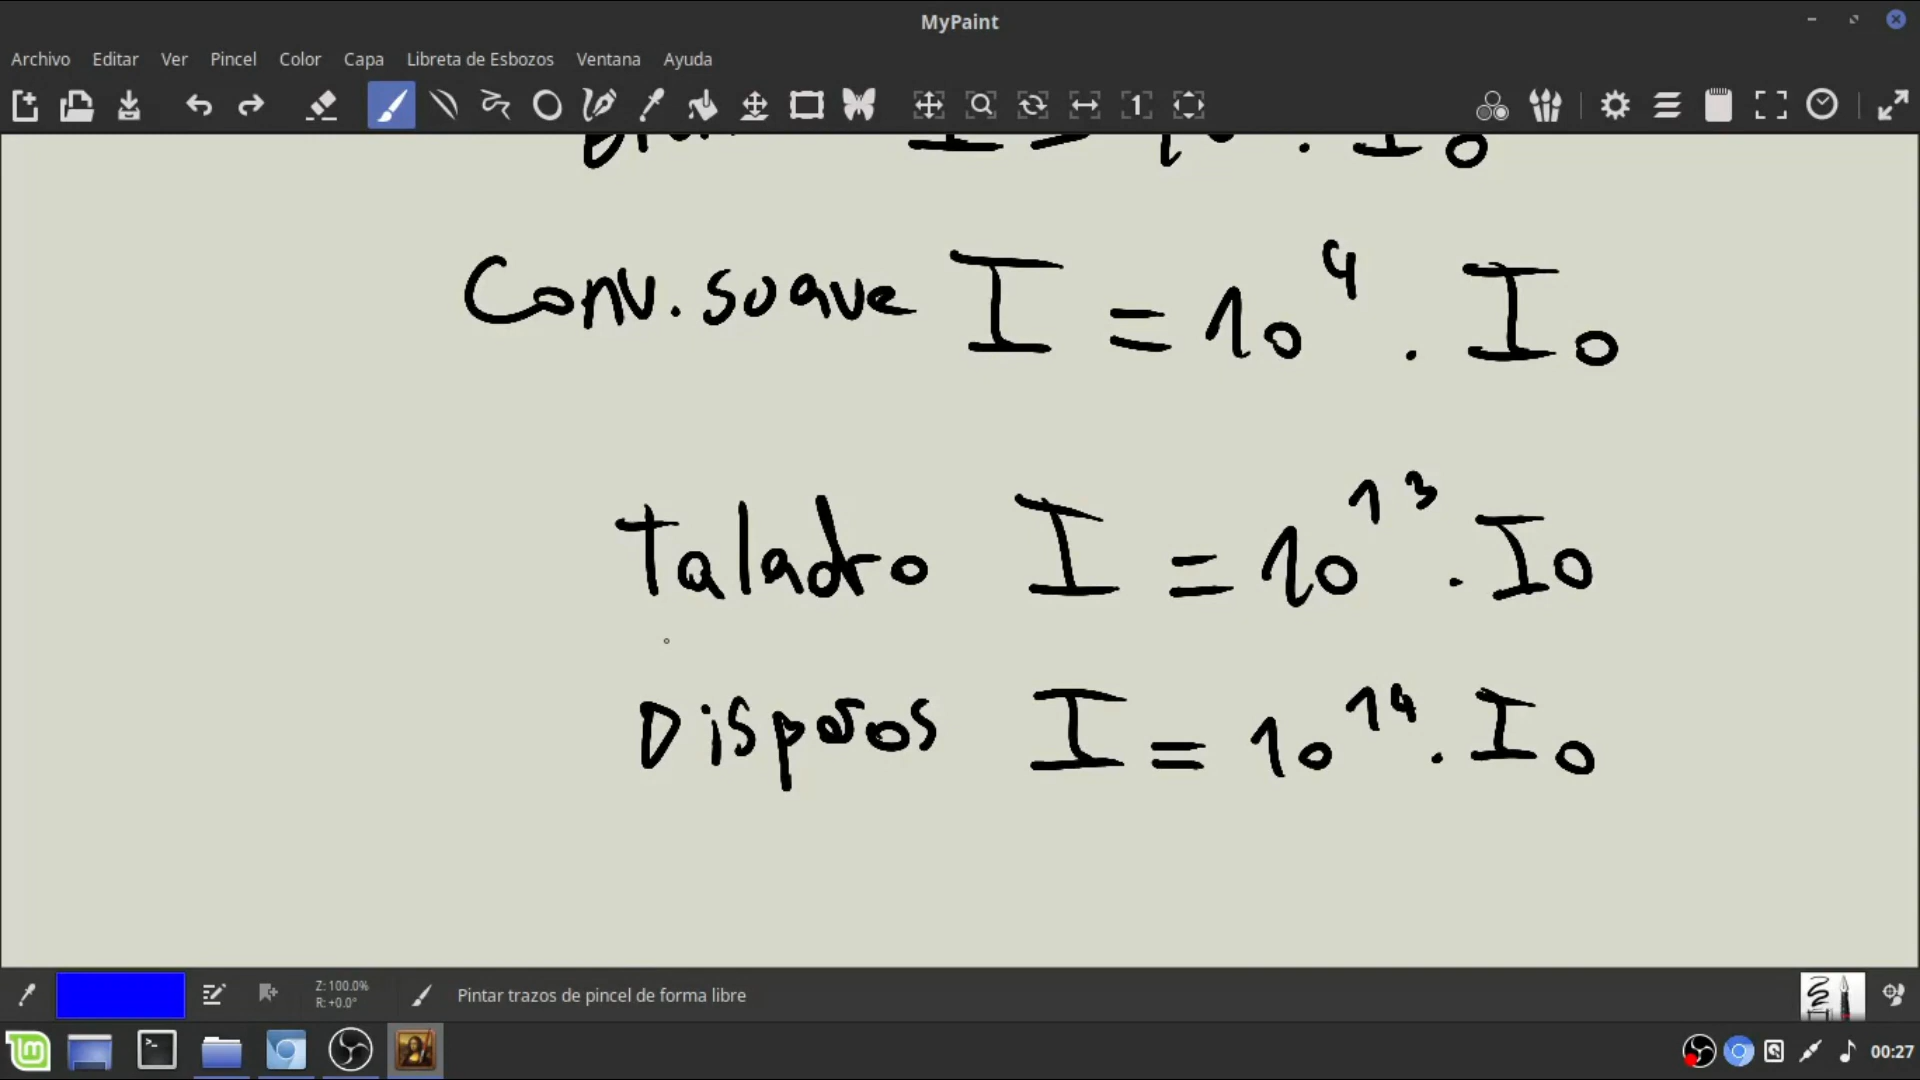 MyPaint
Archivo Editar Ver Pincel Color Capa Libreta de Esbozos Ventana Ayuda
Conv. suave I = 10⁴ . I₀
Taladro I = 10¹³ . I₀
Disparos I = 10¹⁴ . I₀
Z: 100.0%
R: +0.0°
Pintar trazos de pincel de forma libre
00:27